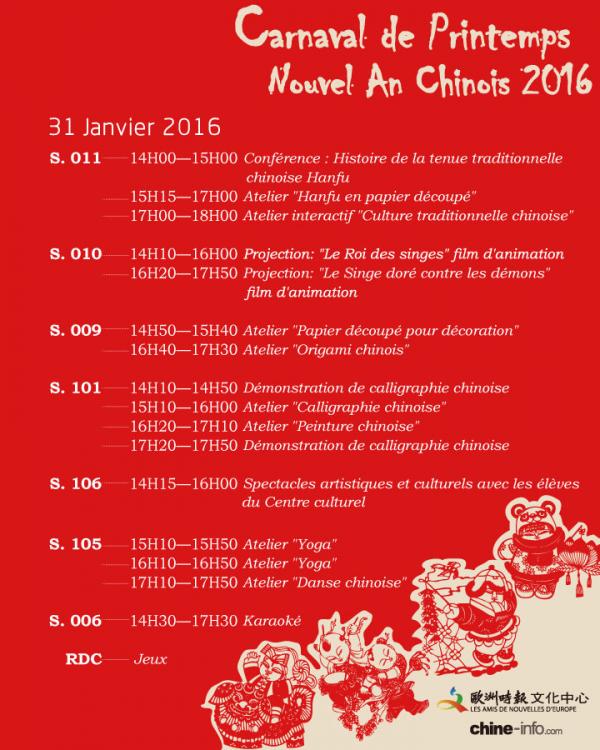 Carnaval de Printemps
Nouvel An Chinois 2016
31 Janvier 2016
S. 011 14H00—15H00 Conférence : Histoire de la tenue traditionnelle
chinoise Hanfu
15H15—17H00 Atelier "Hanfu en papier découpé"
17H00—18H00 Atelier interactif "Culture traditionnelle chinoise"
S. 010 14H10—16H00 Projection: "Le Roi des singes" film d'animation
16H20—17H50 Projection: "Le Singe doré contre les démons"
film d'animation
S. 009 14H50—15H40 Atelier "Papier découpé pour décoration"
16H40—17H30 Atelier "Origami chinois"
S. 101 14H10—14H50 Démonstration de calligraphie chinoise
15H10—16H00 Atelier "Calligraphie chinoise"
16H20—17H10 Atelier "Peinture chinoise"
17H20—17H50 Démonstration de calligraphie chinoise
S. 106 14H15—16H00 Spectacles artistiques et culturels avec les élèves
du Centre culturel
S. 105 15H10—15H50 Atelier "Yoga"
16H10—16H50 Atelier "Yoga"
17H10—17H50 Atelier "Danse chinoise"
S. 006 14H30—17H30 Karaoké
RDC Jeux
歐洲時報文化中心
LES AMIS DE NOUVELLES D'EUROPE
chine-info.com